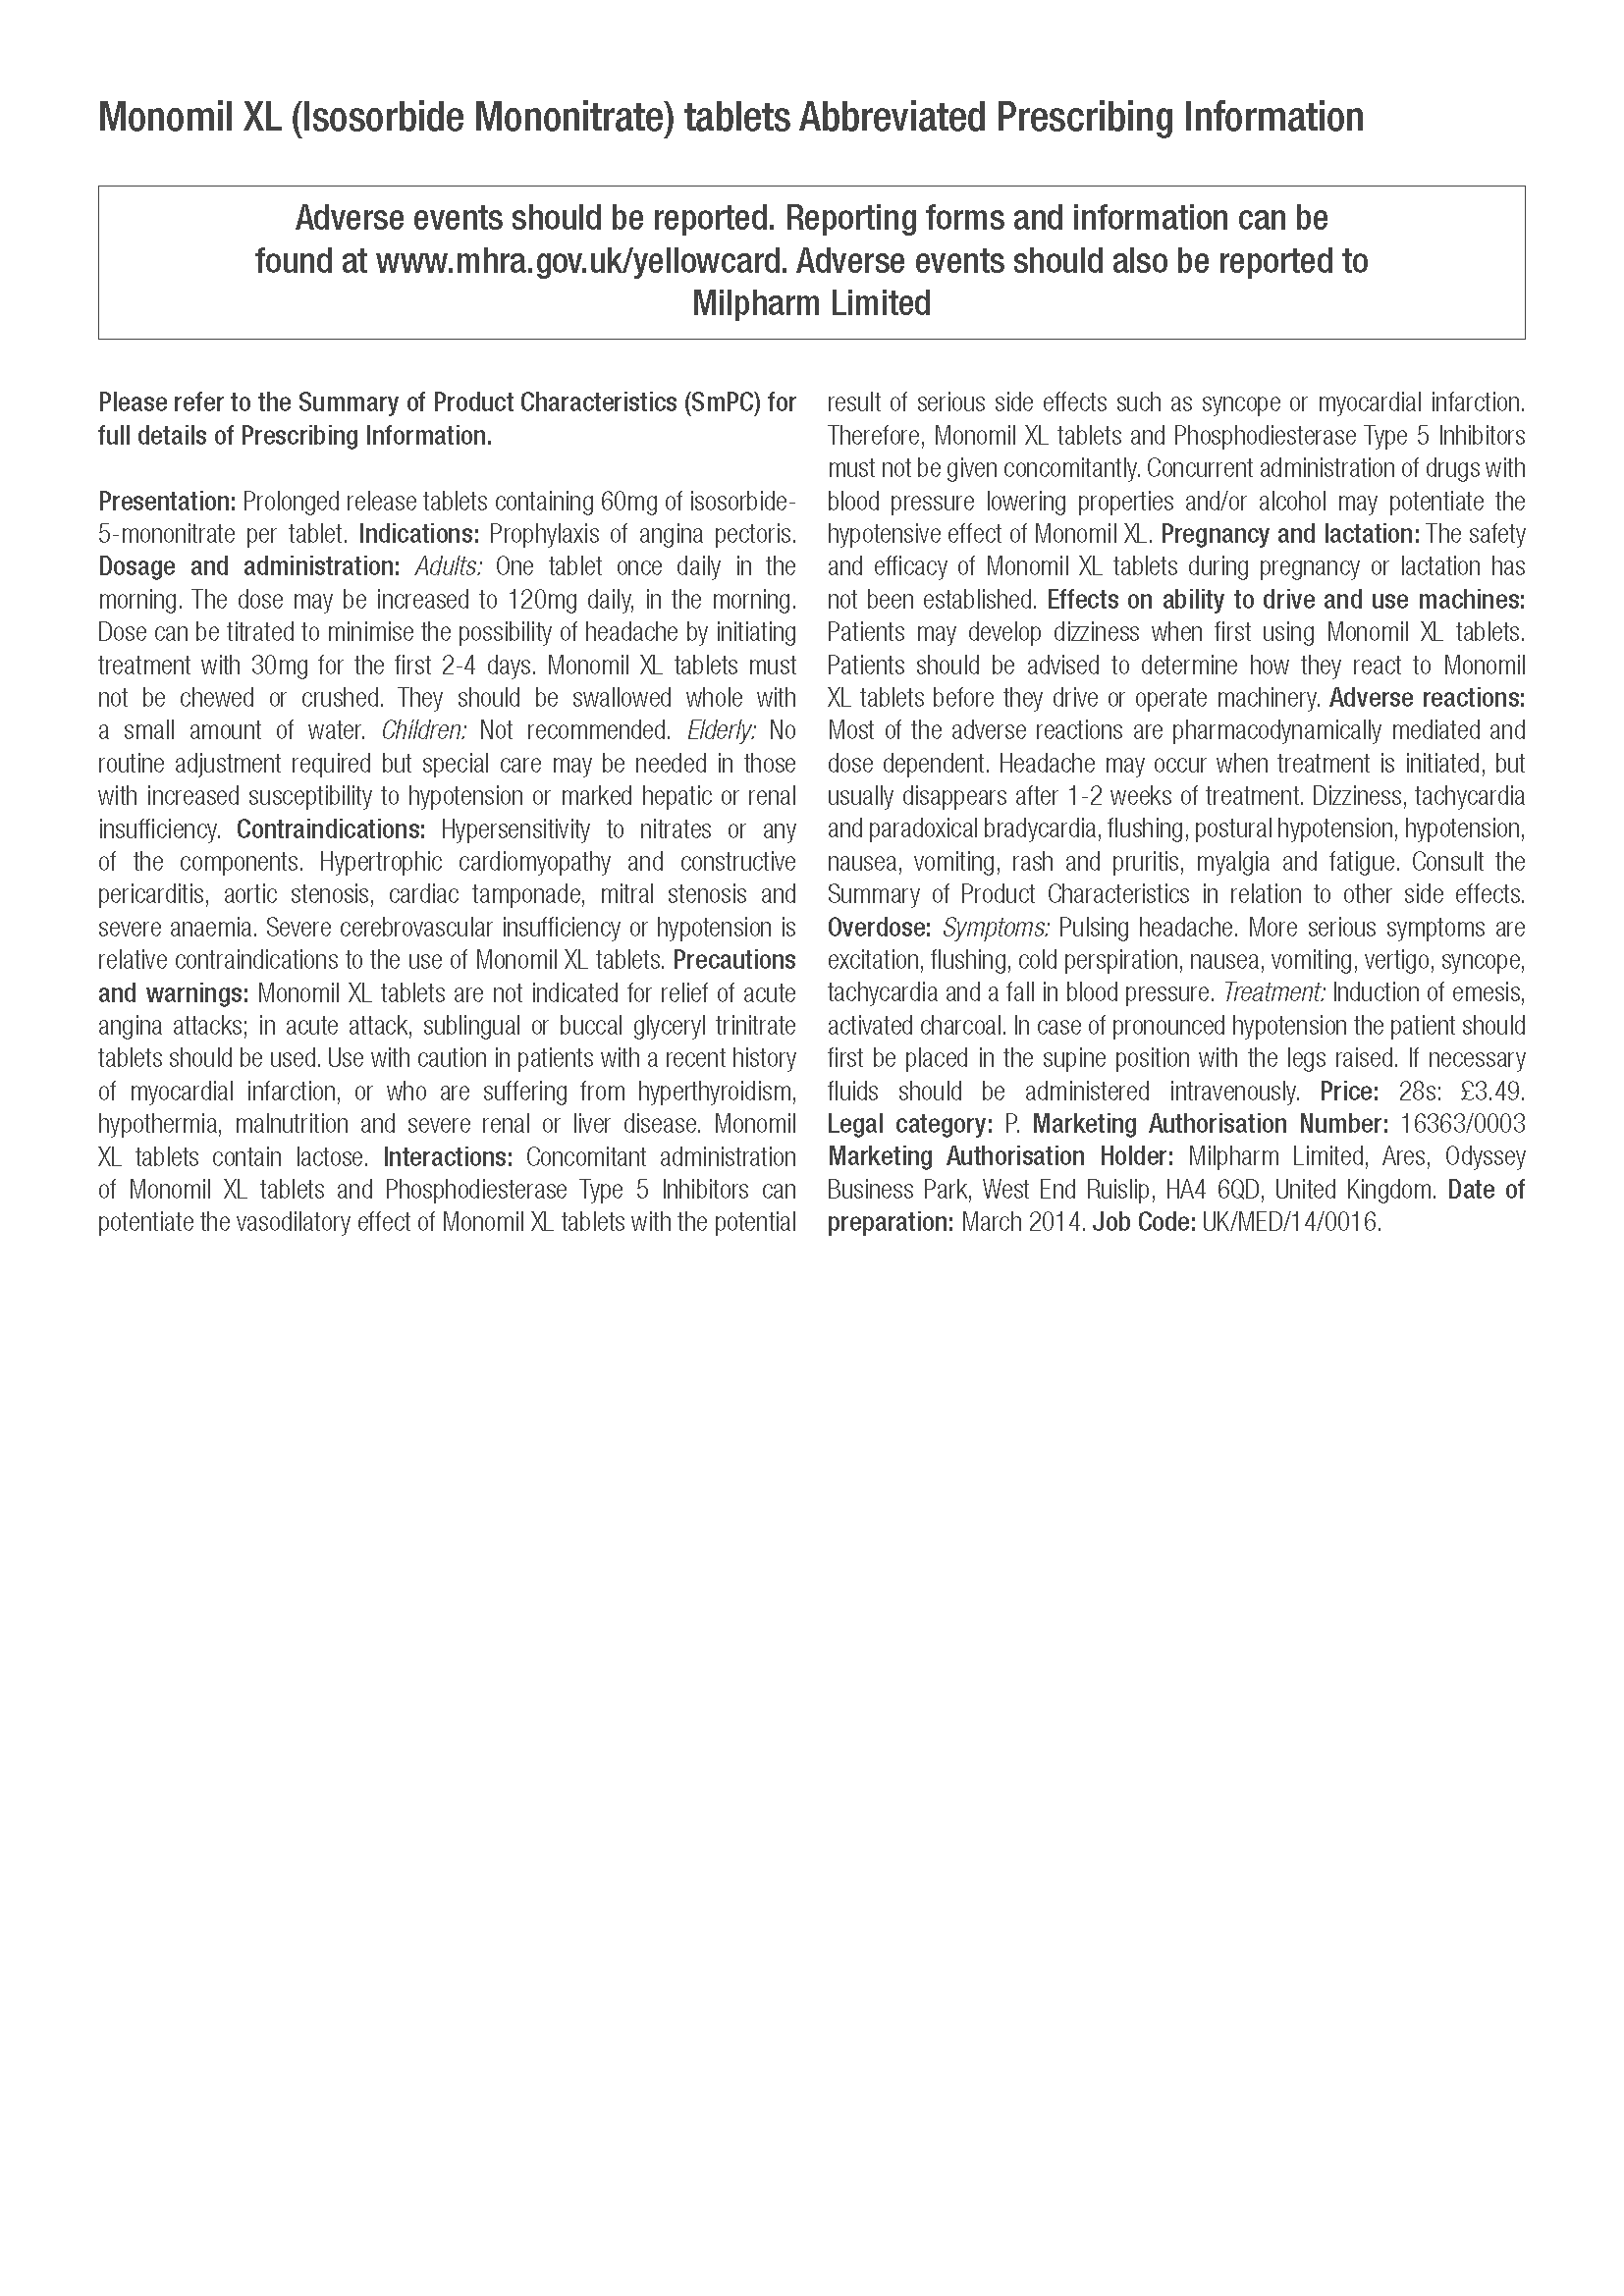 Monomil XL (Isosorbide Mononitrate) tablets Abbreviated Prescribing Information
Adverse events should be reported. Reporting forms and information can be
found at www.mhra.gov.uk/yellowcard. Adverse events should also be reported to
Milpharm Limited
Please refer to the Summary of Product Characteristics (SmPC) for
full details of Prescribing Information.
Presentation: Prolonged release tablets containing 60mg of isosorbide-
5-mononitrate per tablet. Indications: Prophylaxis of angina pectoris.
Dosage and administration: Adults: One tablet once daily in the
morning. The dose may be increased to 120mg daily, in the morning.
Dose can be titrated to minimise the possibility of headache by initiating
treatment with 30mg for the first 2-4 days. Monomil XL tablets must
not be chewed or crushed. They should be swallowed whole with
a small amount of water. Children: Not recommended. Elderly: No
routine adjustment required but special care may be needed in those
with increased susceptibility to hypotension or marked hepatic or renal
insufficiency. Contraindications: Hypersensitivity to nitrates or any
of the components. Hypertrophic cardiomyopathy and constructive
pericarditis, aortic stenosis, cardiac tamponade, mitral stenosis and
severe anaemia. Severe cerebrovascular insufficiency or hypotension is
relative contraindications to the use of Monomil XL tablets. Precautions
and warnings: Monomil XL tablets are not indicated for relief of acute
angina attacks; in acute attack, sublingual or buccal glyceryl trinitrate
tablets should be used. Use with caution in patients with a recent history
of myocardial infarction, or who are suffering from hyperthyroidism,
hypothermia, malnutrition and severe renal or liver disease. Monomil
XL tablets contain lactose. Interactions: Concomitant administration
of Monomil XL tablets and Phosphodiesterase Type 5 Inhibitors can
potentiate the vasodilatory effect of Monomil XL tablets with the potential
result of serious side effects such as syncope or myocardial infarction.
Therefore, Monomil XL tablets and Phosphodiesterase Type 5 Inhibitors
must not be given concomitantly. Concurrent administration of drugs with
blood pressure lowering properties and/or alcohol may potentiate the
hypotensive effect of Monomil XL. Pregnancy and lactation: The safety
and efficacy of Monomil XL tablets during pregnancy or lactation has
not been established. Effects on ability to drive and use machines:
Patients may develop dizziness when first using Monomil XL tablets.
Patients should be advised to determine how they react to Monomil
XL tablets before they drive or operate machinery. Adverse reactions:
Most of the adverse reactions are pharmacodynamically mediated and
dose dependent. Headache may occur when treatment is initiated, but
usually disappears after 1-2 weeks of treatment. Dizziness, tachycardia
and paradoxical bradycardia, flushing, postural hypotension, hypotension,
nausea, vomiting, rash and pruritis, myalgia and fatigue. Consult the
Summary of Product Characteristics in relation to other side effects.
Overdose: Symptoms: Pulsing headache. More serious symptoms are
excitation, flushing, cold perspiration, nausea, vomiting, vertigo, syncope,
tachycardia and a fall in blood pressure. Treatment: Induction of emesis,
activated charcoal. In case of pronounced hypotension the patient should
first be placed in the supine position with the legs raised. If necessary
fluids should be administered intravenously. Price: 28s: £3.49.
Legal category: P. Marketing Authorisation Number: 16363/0003
Marketing Authorisation Holder: Milpharm Limited, Ares, Odyssey
Business Park, West End Ruislip, HA4 6QD, United Kingdom. Date of
preparation: March 2014. Job Code: UK/MED/14/0016.